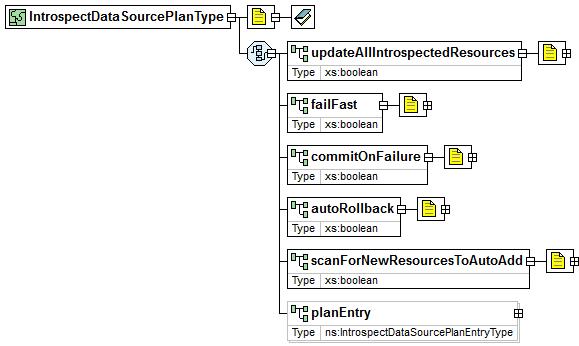 IntrospectDataSourcePlanType
updateAllIntrospectedResources
Type xs:boolean
failFast
Type xs:boolean
commitOnFailure
Type xs:boolean
autoRollback
Type xs:boolean
scanForNewResourcesToAutoAdd
Type xs:boolean
planEntry
Type ns:IntrospectDataSourcePlanEntryType